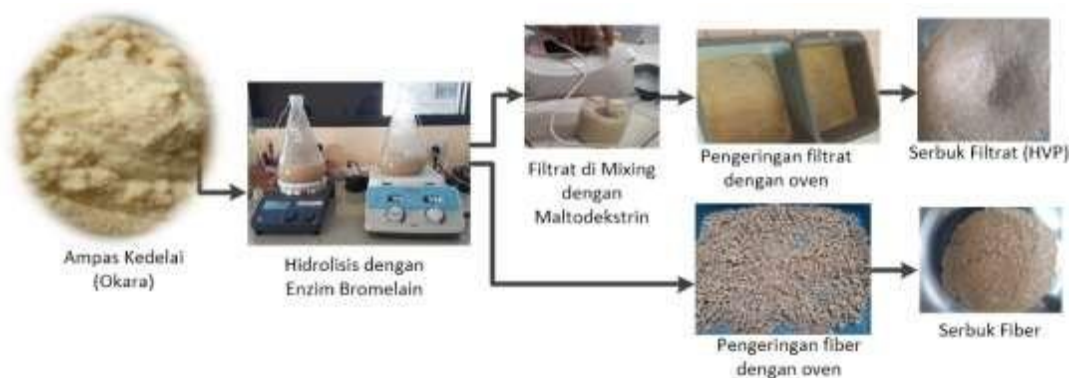 Ampas Kedelai
(Okara)
Hidrolisis dengan
Enzim Bromelain
Filtrat di Mixing
dengan
Maltodekstrin
Pengeringan filtrat
dengan oven
Serbuk Filtrat (HVP)
Pengeringan fiber
dengan oven
Serbuk Fiber